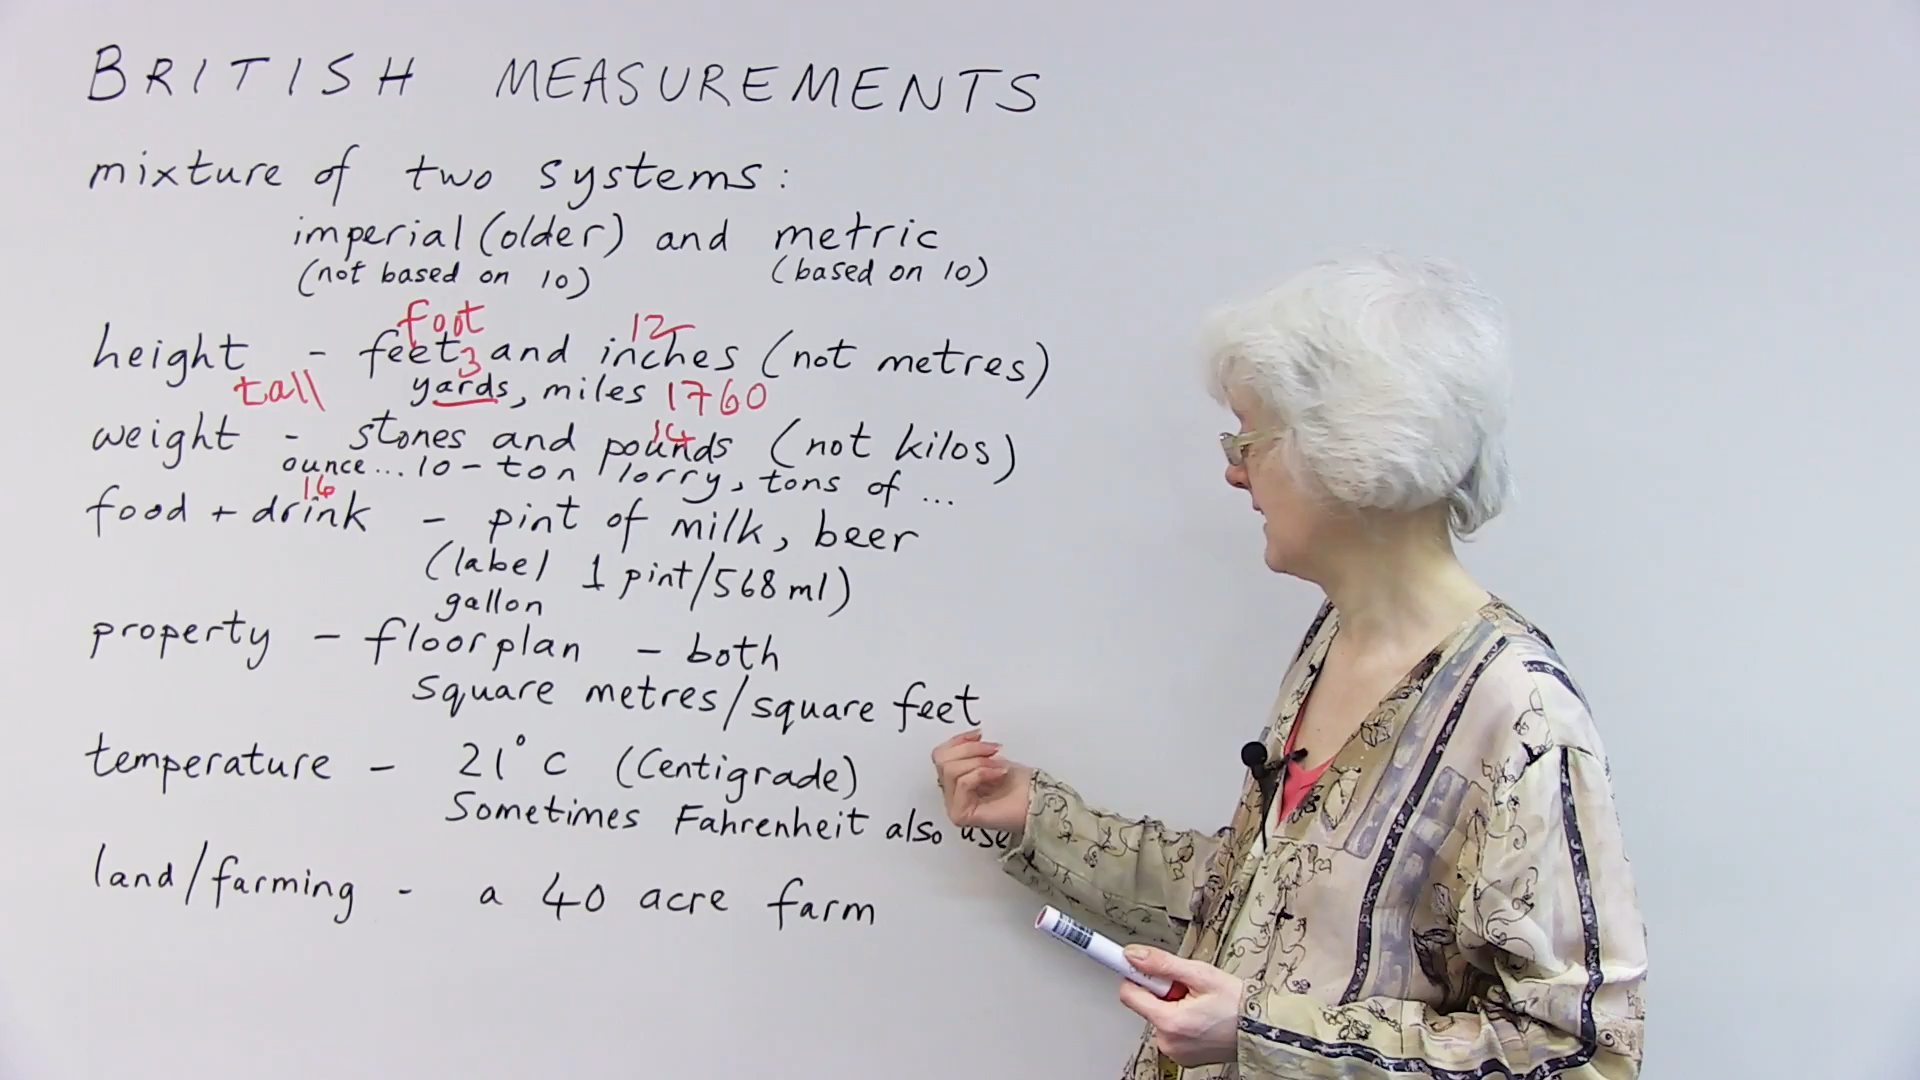 BRITISH MEASUREMENTS
mixture of two systems:
imperial (older) and metric
(not based on 10) (based on 10)
foot 12
height - feet 3 and inches (not metres)
tall yards, miles 1760
14
weight - stones and pounds (not kilos)
ounce... 10-ton lorry, tons of ...
16
food + drink - pint of milk, beer
(label 1 pint/568 ml)
gallon
property - floorplan - both
square metres/square feet
temperature - 21° C (Centigrade)
Sometimes Fahrenheit also use
land/farming - a 40 acre farm